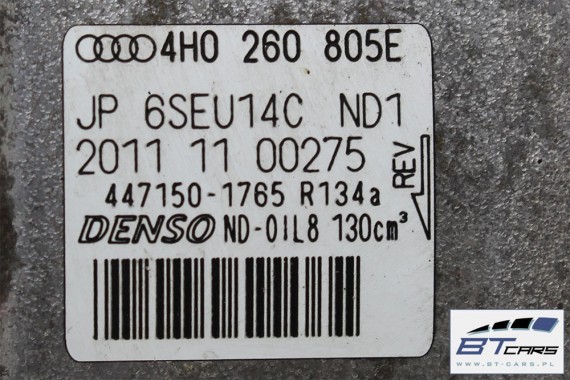 4H0 260 805E
JP 6SEU14C ND1
2011 11 00275
447150-1765 R134a
DENSO ND-OIL8 130cm³
REV
BT CARS
WWW.BT-CARS.PL